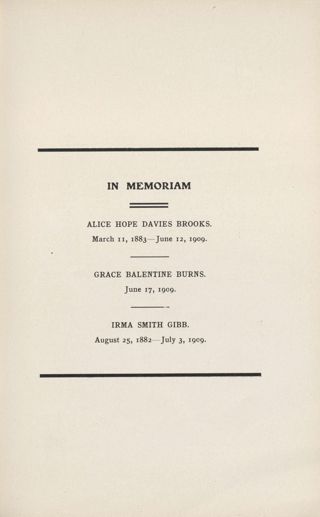 IN MEMORIAM
ALICE HOPE DAVIES BROOKS.
March 11, 1883—June 12, 1909.
GRACE BALENTINE BURNS.
June 17, 1909.
IRMA SMITH GIBB.
August 25, 1882—July 3, 1909.